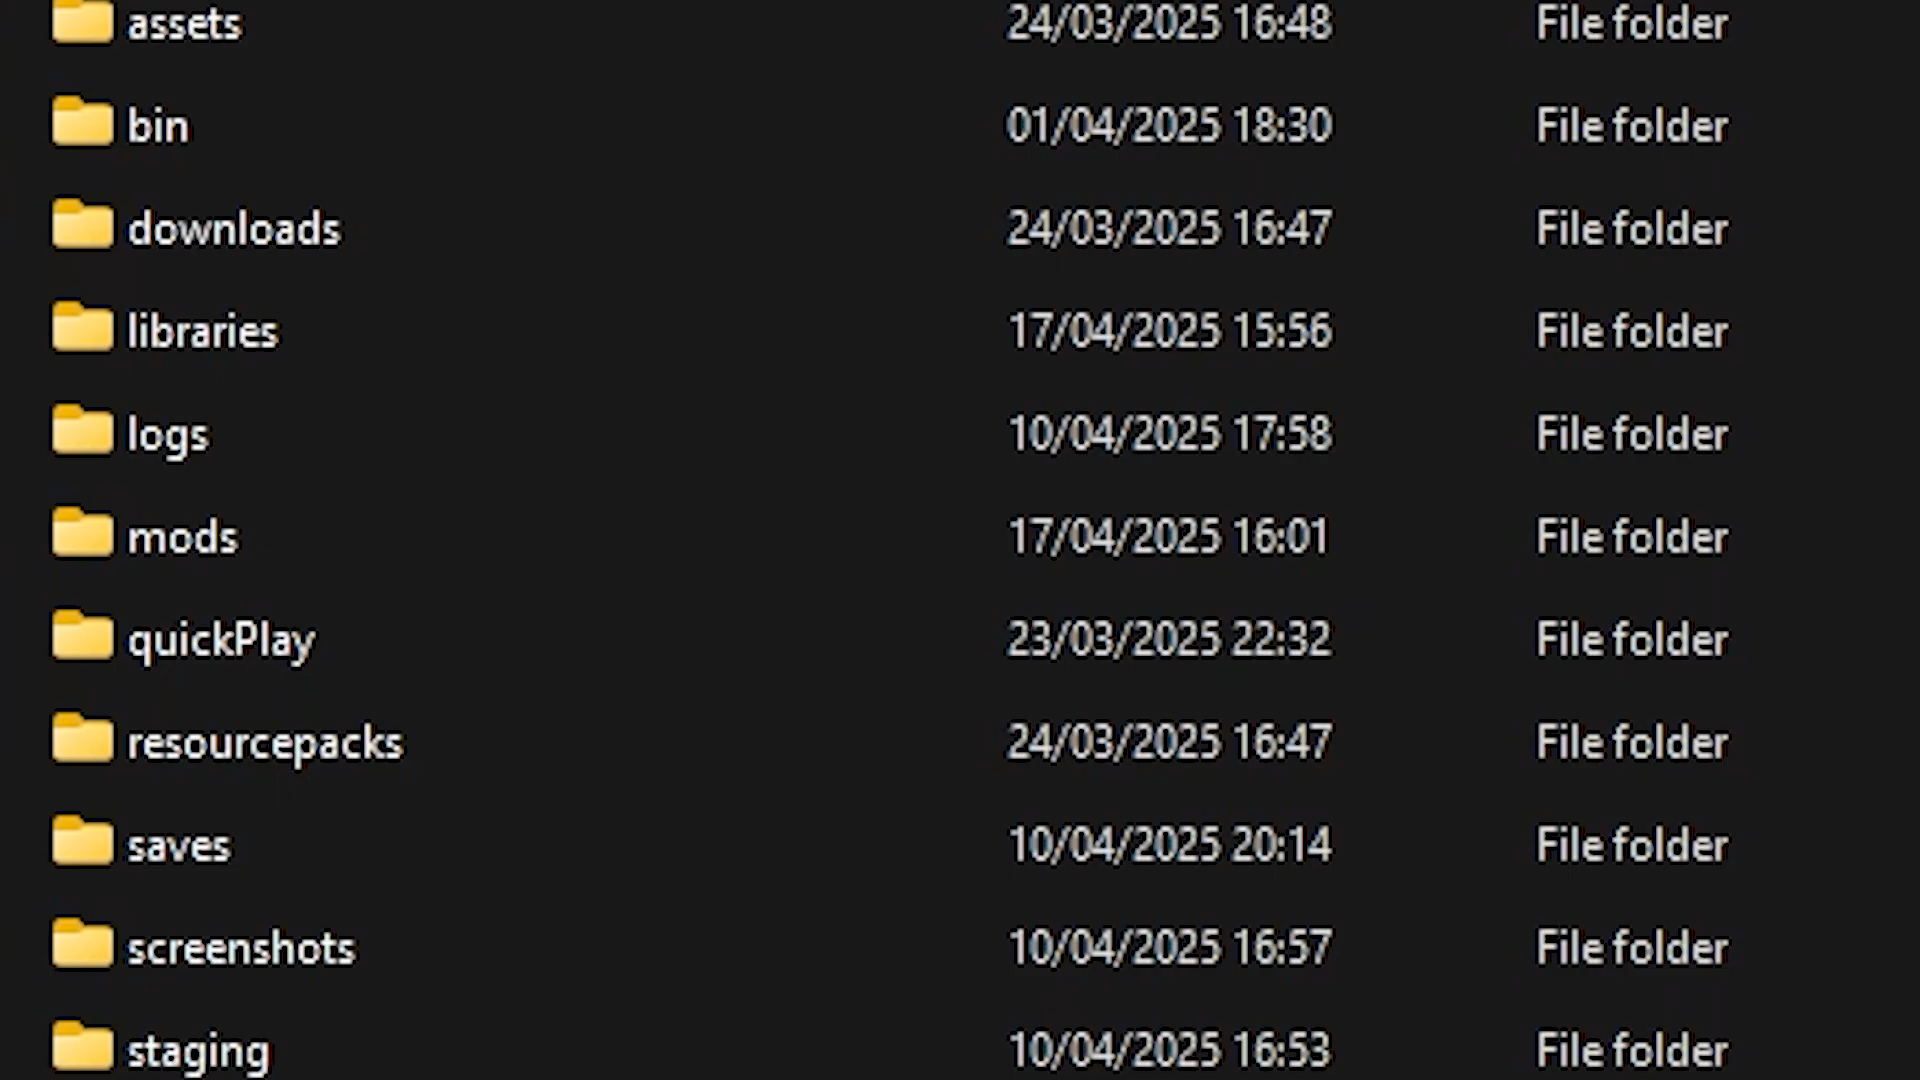 assets 24/03/2025 16:48 File folder
bin 01/04/2025 18:30 File folder
downloads 24/03/2025 16:47 File folder
libraries 17/04/2025 15:56 File folder
logs 10/04/2025 17:58 File folder
mods 17/04/2025 16:01 File folder
quickPlay 23/03/2025 22:32 File folder
resourcepacks 24/03/2025 16:47 File folder
saves 10/04/2025 20:14 File folder
screenshots 10/04/2025 16:57 File folder
staging 10/04/2025 16:53 File folder